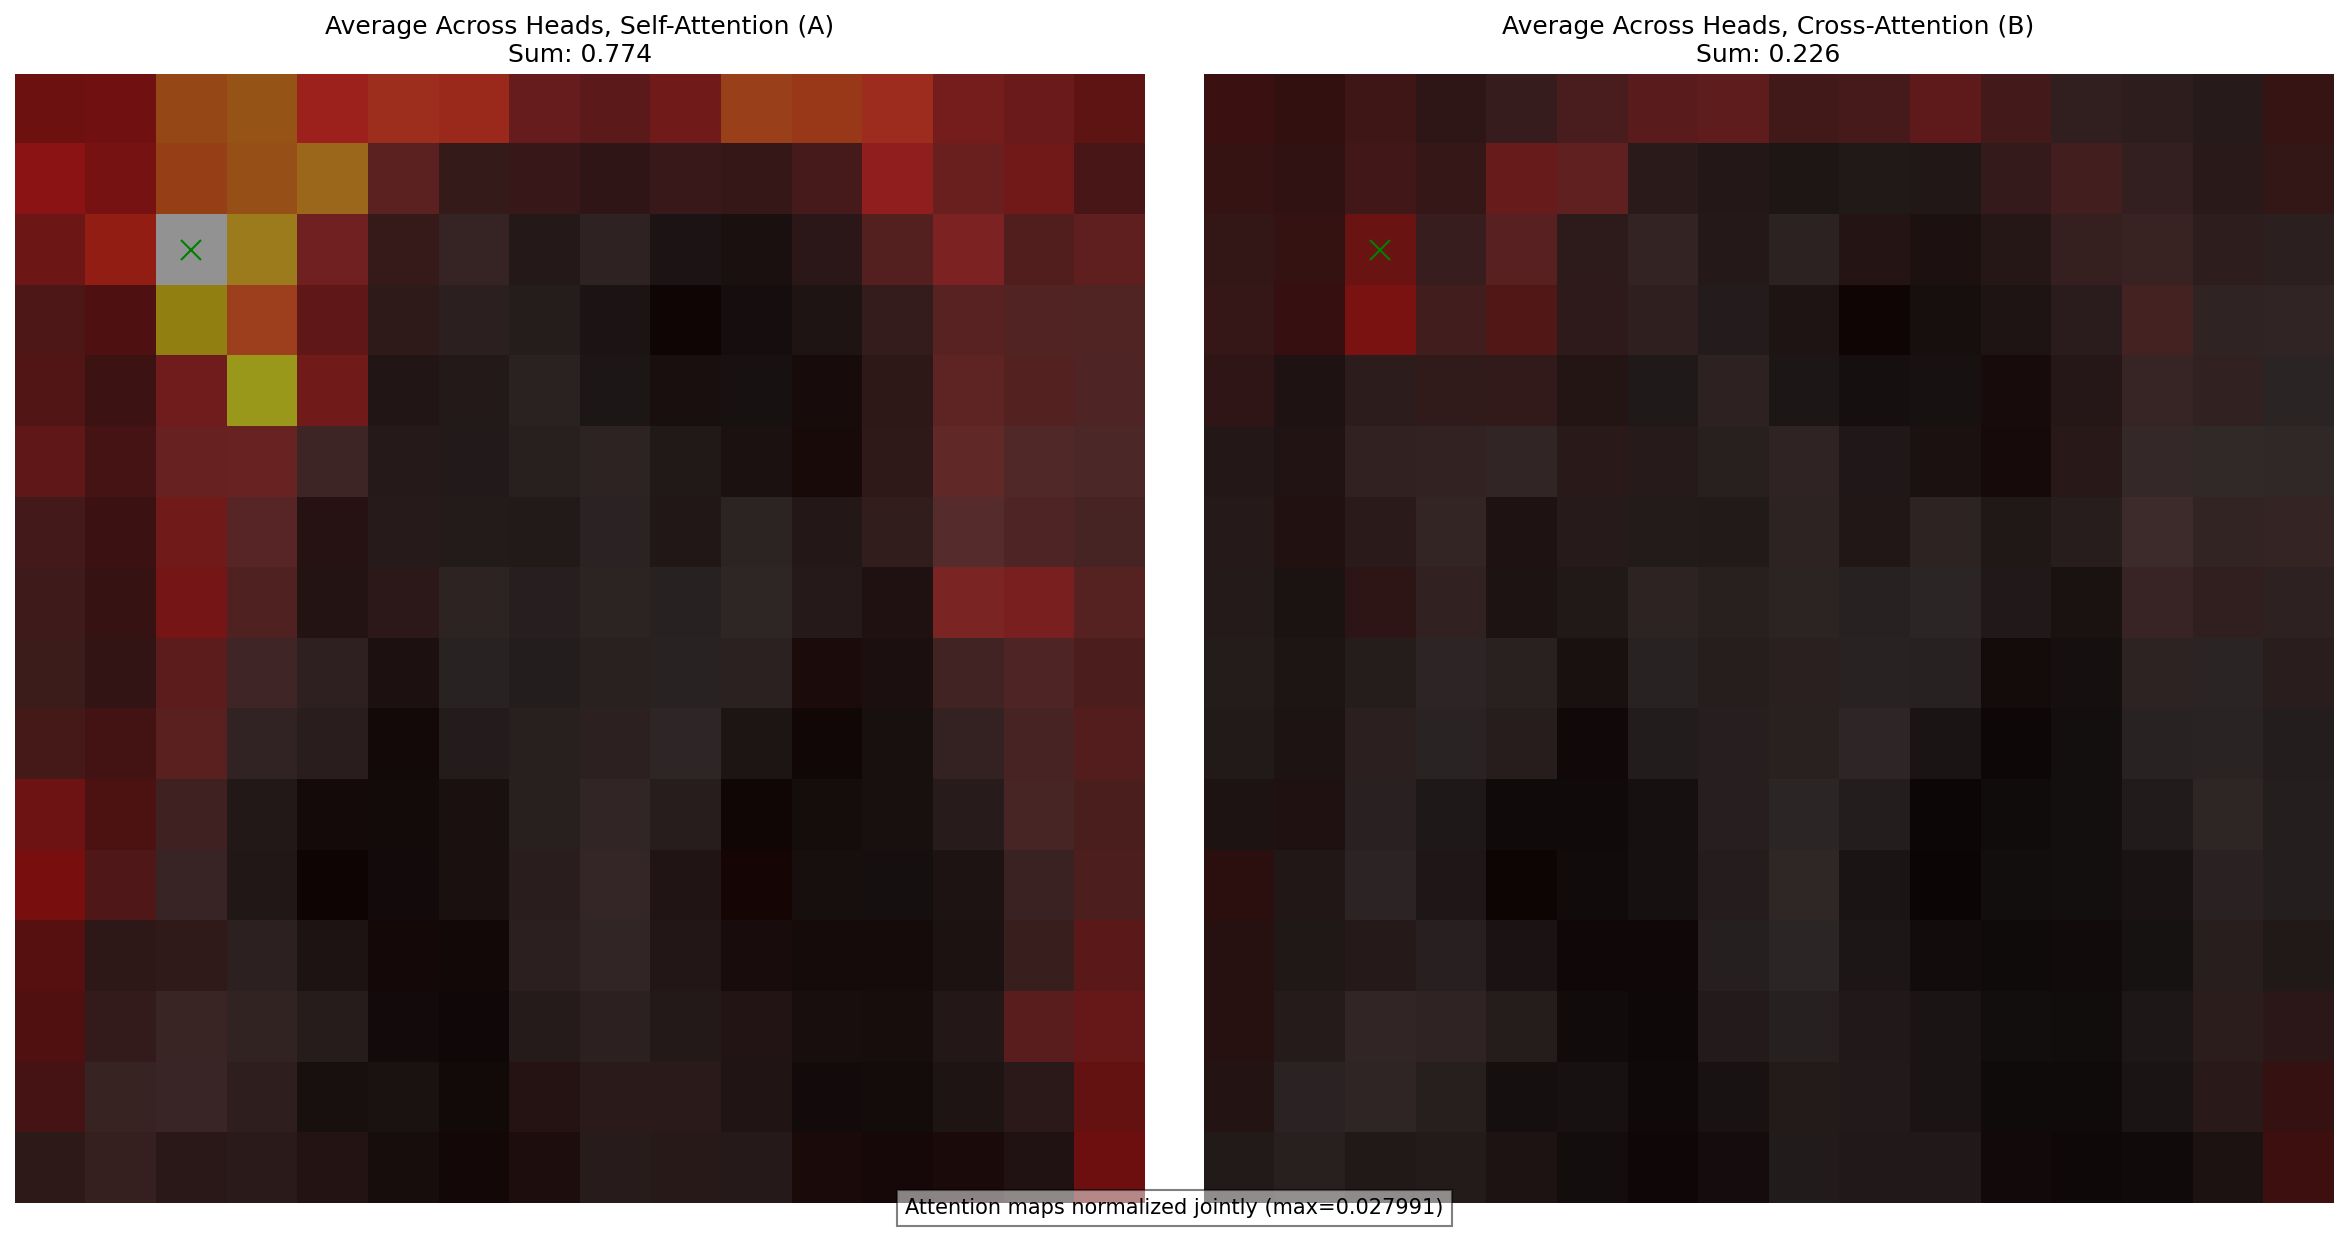 Average Across Heads, Self-Attention (A)
Sum: 0.774
Average Across Heads, Cross-Attention (B)
Sum: 0.226
Attention maps normalized jointly (max=0.027991)